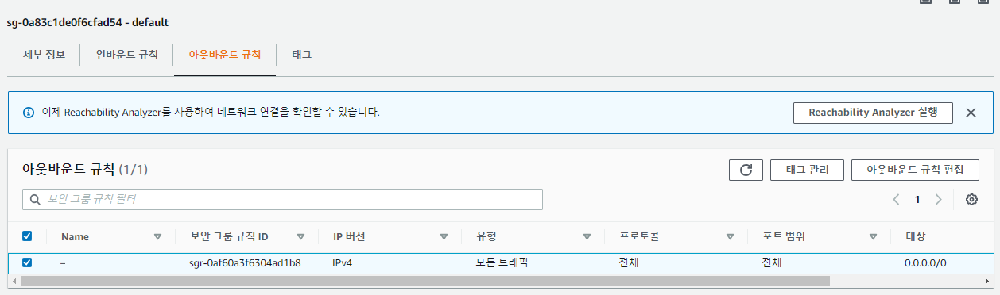 sg-0a83c1de0f6cfad54 - default
세부 정보 인바운드 규칙 아웃바운드 규칙 태그
이제 Reachability Analyzer를 사용하여 네트워크 연결을 확인할 수 있습니다. Reachability Analyzer 실행
아웃바운드 규칙 (1/1) 태그 관리 아웃바운드 규칙 편집
보안 그룹 규칙 필터 1
Name 보안 그룹 규칙 ID IP 버전 유형 프로토콜 포트 범위 대상
– sgr-0af60a3f6304ad1b8 IPv4 모든 트래픽 전체 전체 0.0.0.0/0